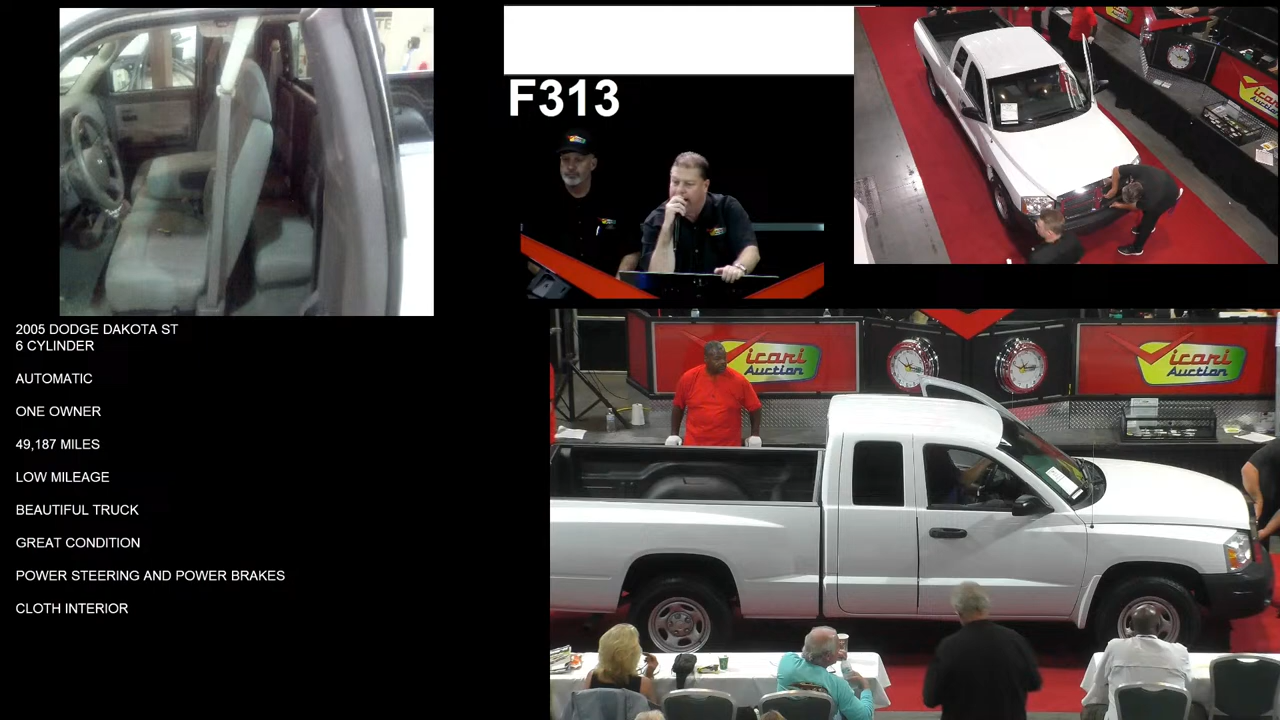 F313
2005 DODGE DAKOTA ST
6 CYLINDER
AUTOMATIC
ONE OWNER
49,187 MILES
LOW MILEAGE
BEAUTIFUL TRUCK
GREAT CONDITION
POWER STEERING AND POWER BRAKES
CLOTH INTERIOR
Vicari
Auction
Vicari
Auction